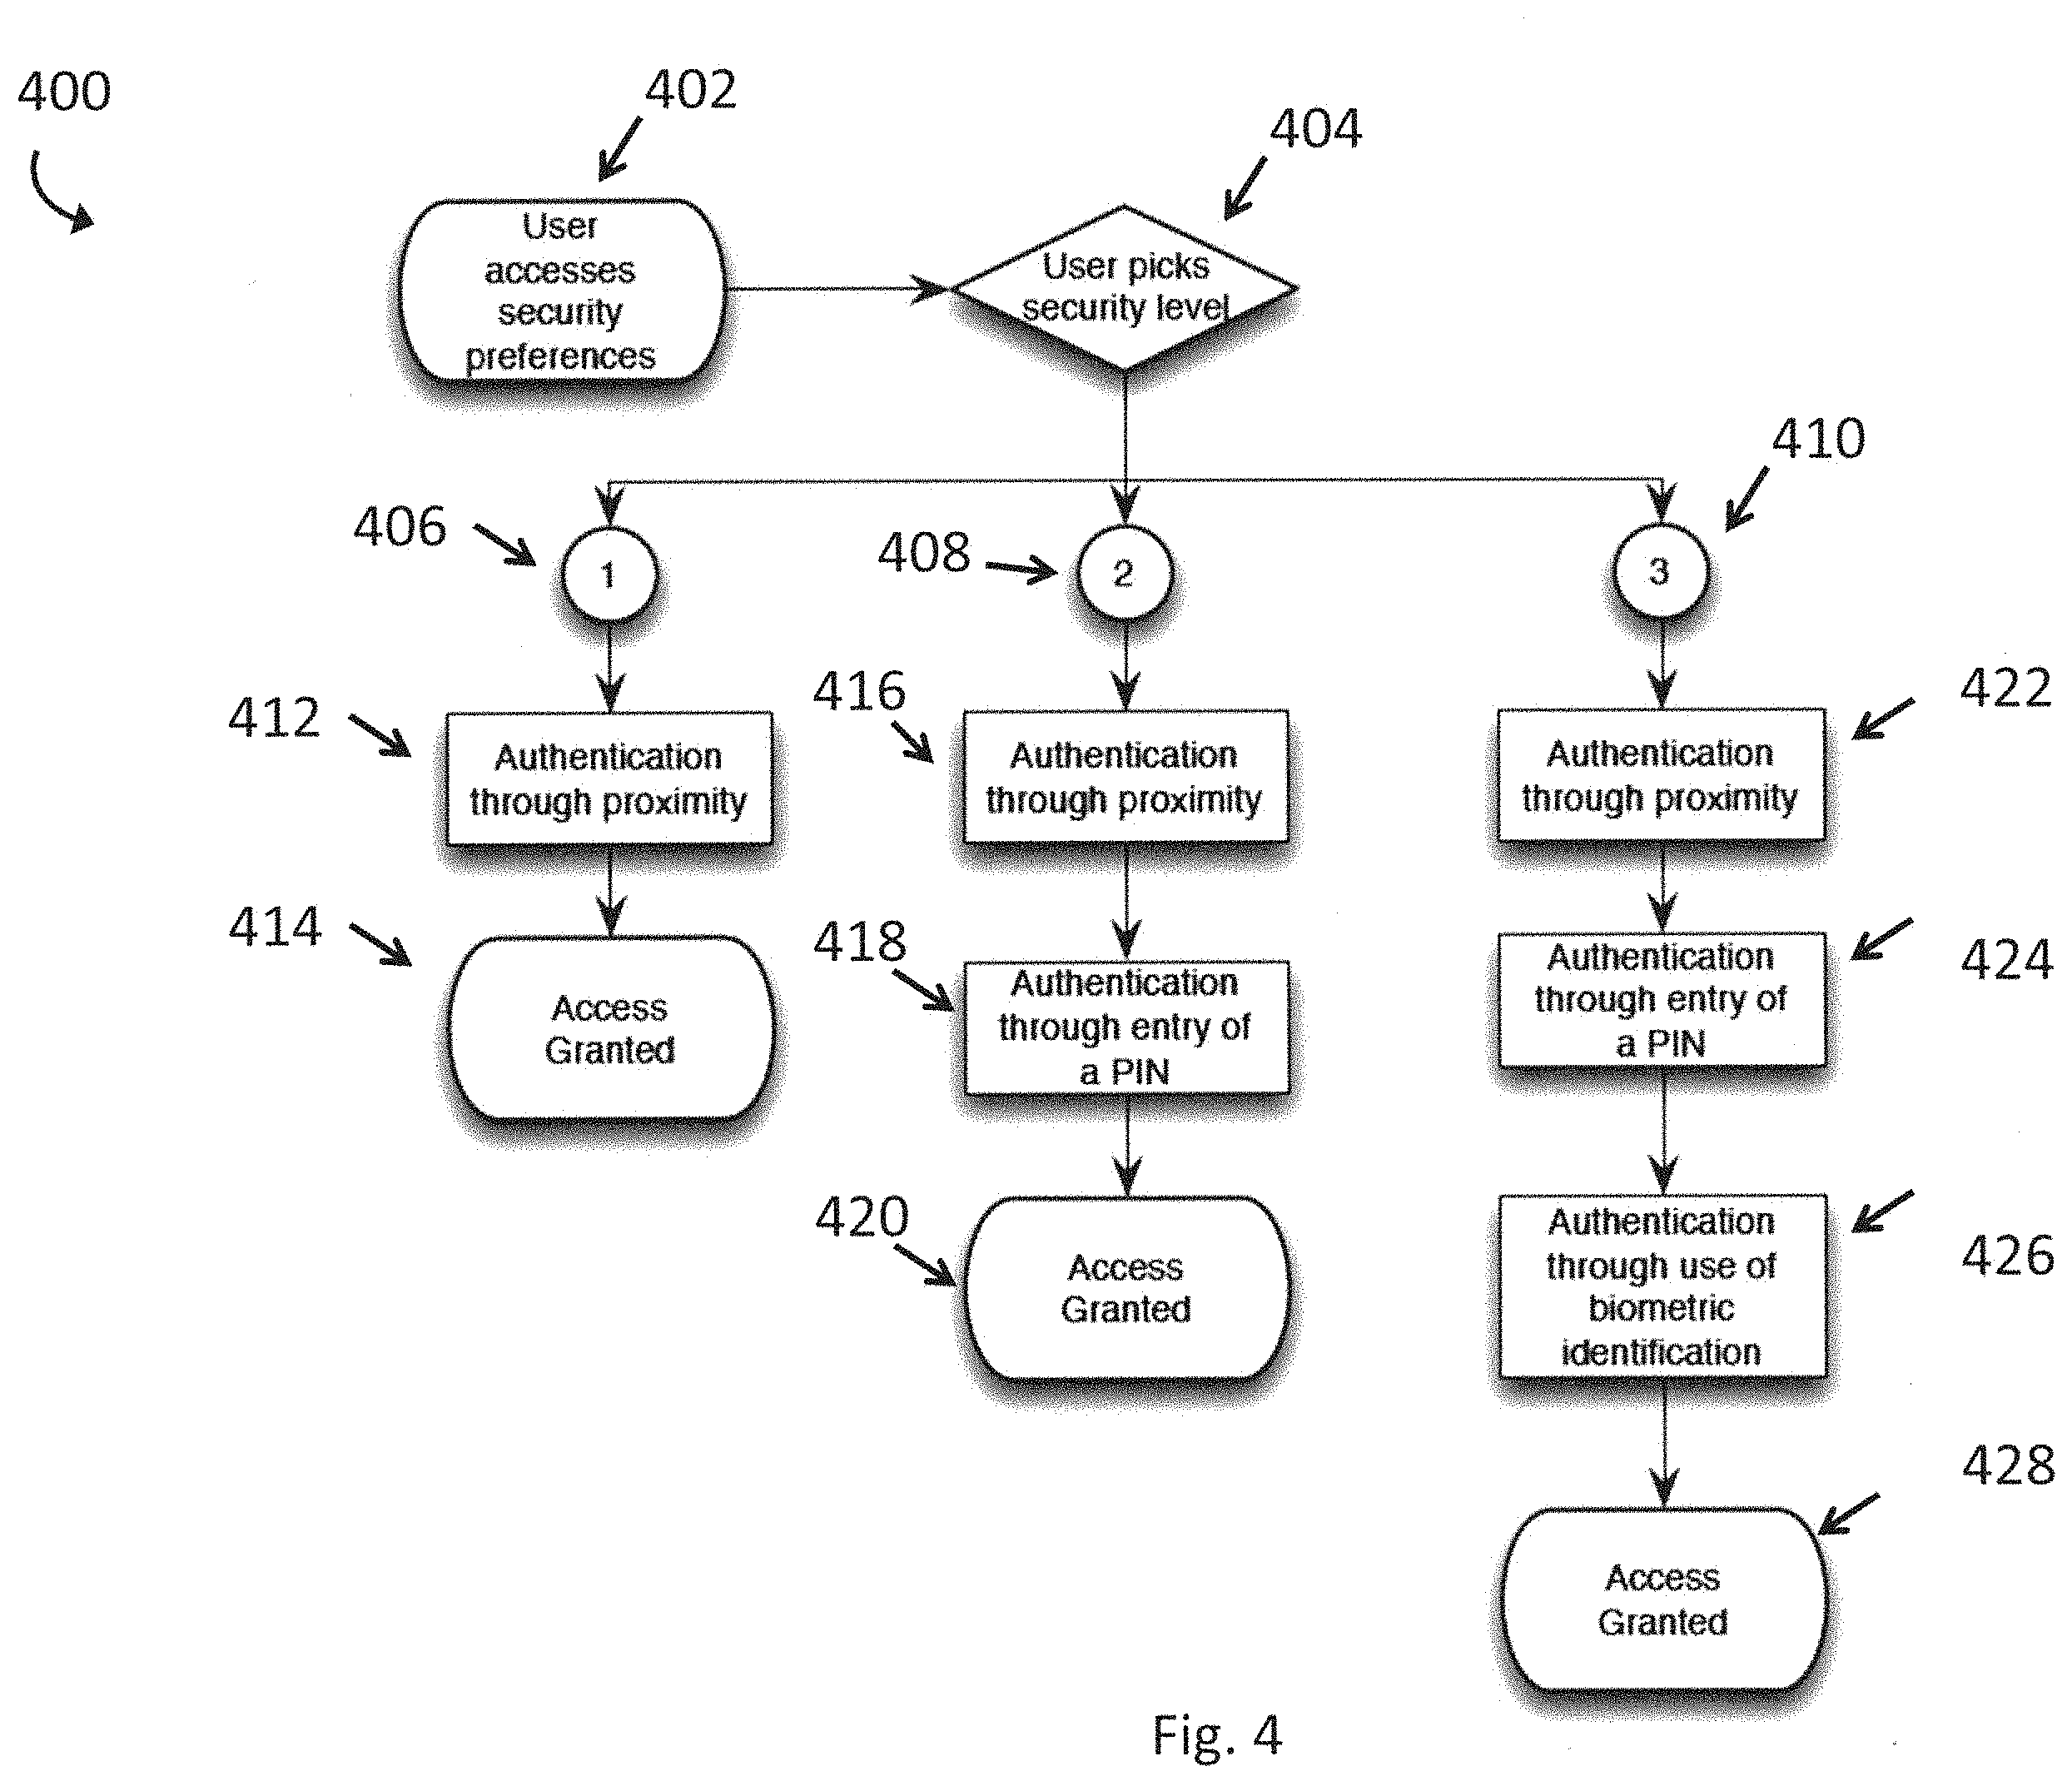 400
402
404
User
accesses
security
preferences
User picks
security level
406
408
410
1
2
3
412
Authentication
through proximity
416
Authentication
through proximity
422
Authentication
through proximity
414
Access
Granted
418
Authentication
through entry of
a PIN
424
Authentication
through entry of
a PIN
420
Access
Granted
426
Authentication
through use of
biometric
identification
428
Access
Granted
Fig. 4